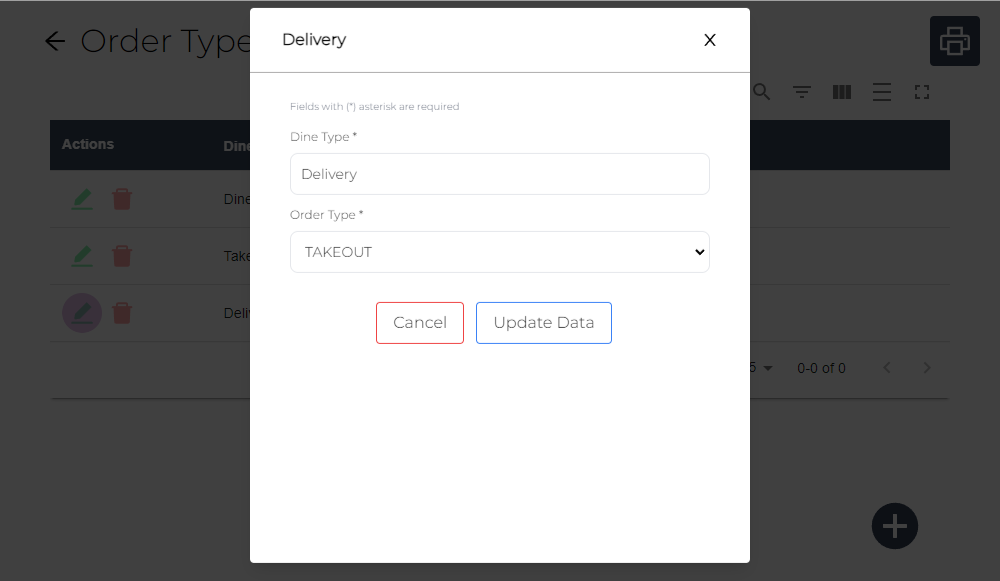 Order Type
Delivery
X
Fields with (*) asterisk are required
Dine Type *
Delivery
Order Type *
TAKEOUT
Cancel
Update Data
Actions
Dine
Dine
Take
Deli
5
0-0 of 0